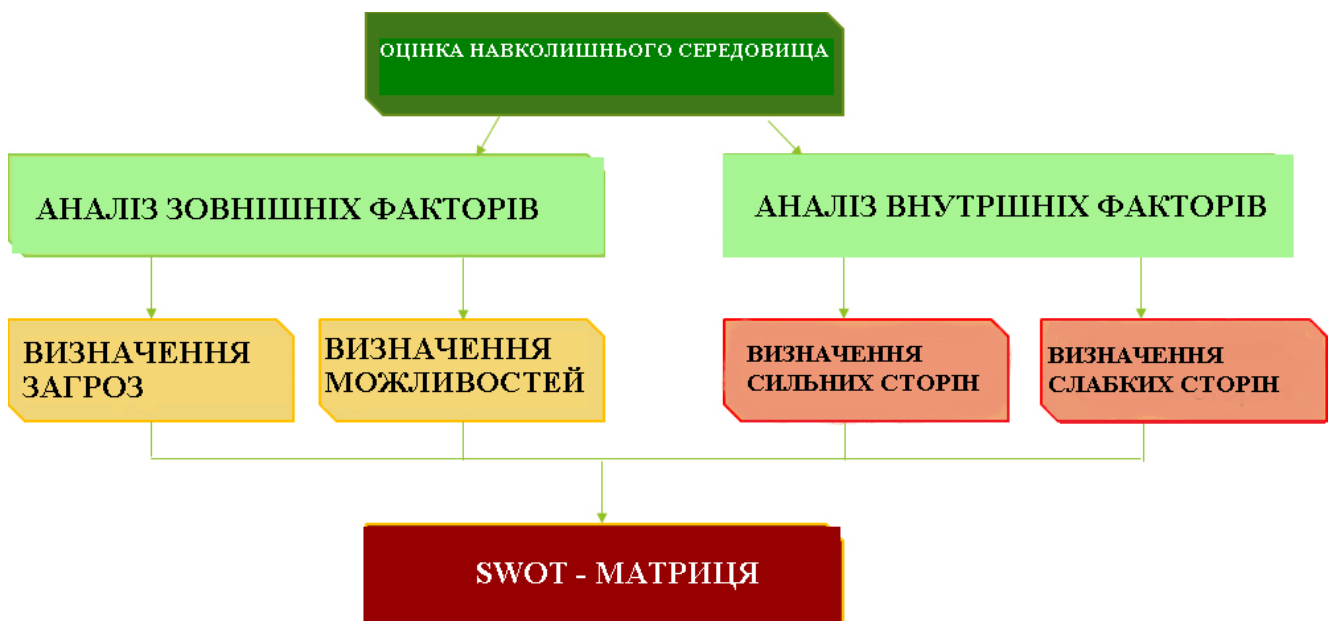 ОЦІНКА НАВКОЛИШНЬОГО СЕРЕДОВИЩА
АНАЛІЗ ЗОВНІШНІХ ФАКТОРІВ
АНАЛІЗ ВНУТРШНІХ ФАКТОРІВ
ВИЗНАЧЕННЯ
ЗАГРОЗ
ВИЗНАЧЕННЯ
МОЖЛИВОСТЕЙ
ВИЗНАЧЕННЯ
СИЛЬНИХ СТОРІН
ВИЗНАЧЕННЯ
СЛАБКИХ СТОРІН
SWOT - МАТРИЦЯ